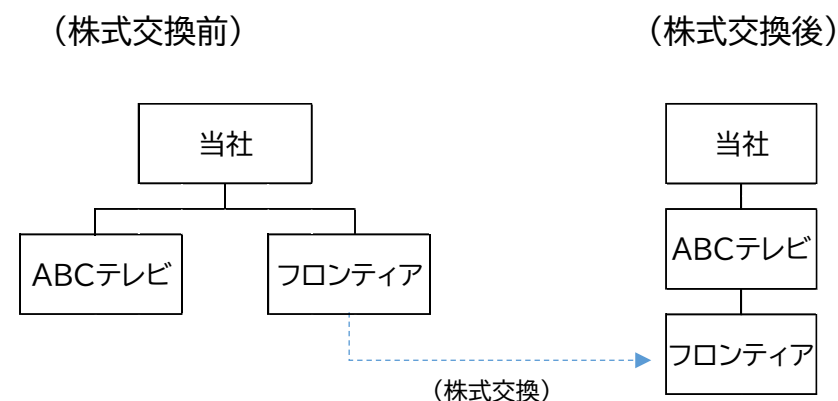 （株式交換前）
（株式交換後）
当社
当社
ABCテレビ
フロンティア
ABCテレビ
フロンティア
（株式交換）